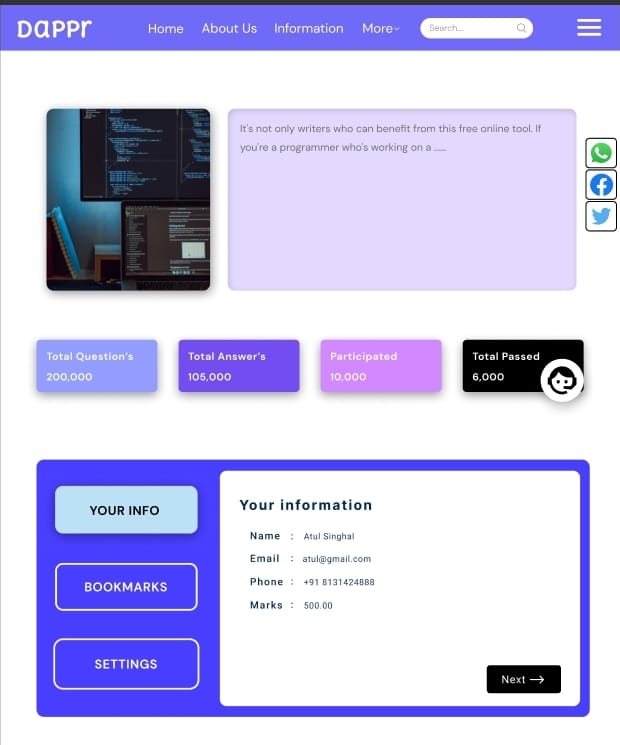 Dappr
Home About Us Information More
Search...
It's not only writers who can benefit from this free online tool. If
you're a programmer who's working on a ......
Total Question's
200,000
Total Answer's
105,000
Participated
10,000
Total Passed
6,000
YOUR INFO
BOOKMARKS
SETTINGS
Your information
Name : Atul Singhal
Email : atul@gmail.com
Phone : +91 8131424888
Marks : 500.00
Next